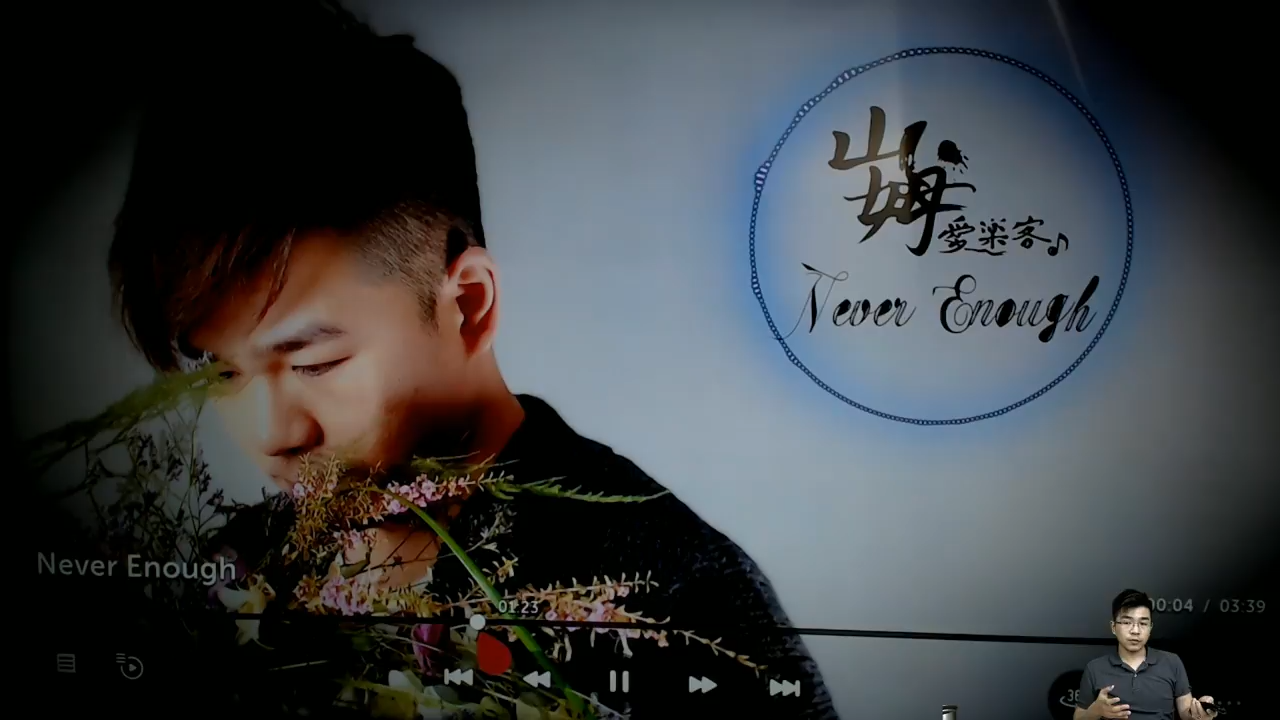 山姆
愛樂客
Never Enough
Never Enough
01:23
00:04 / 03:39